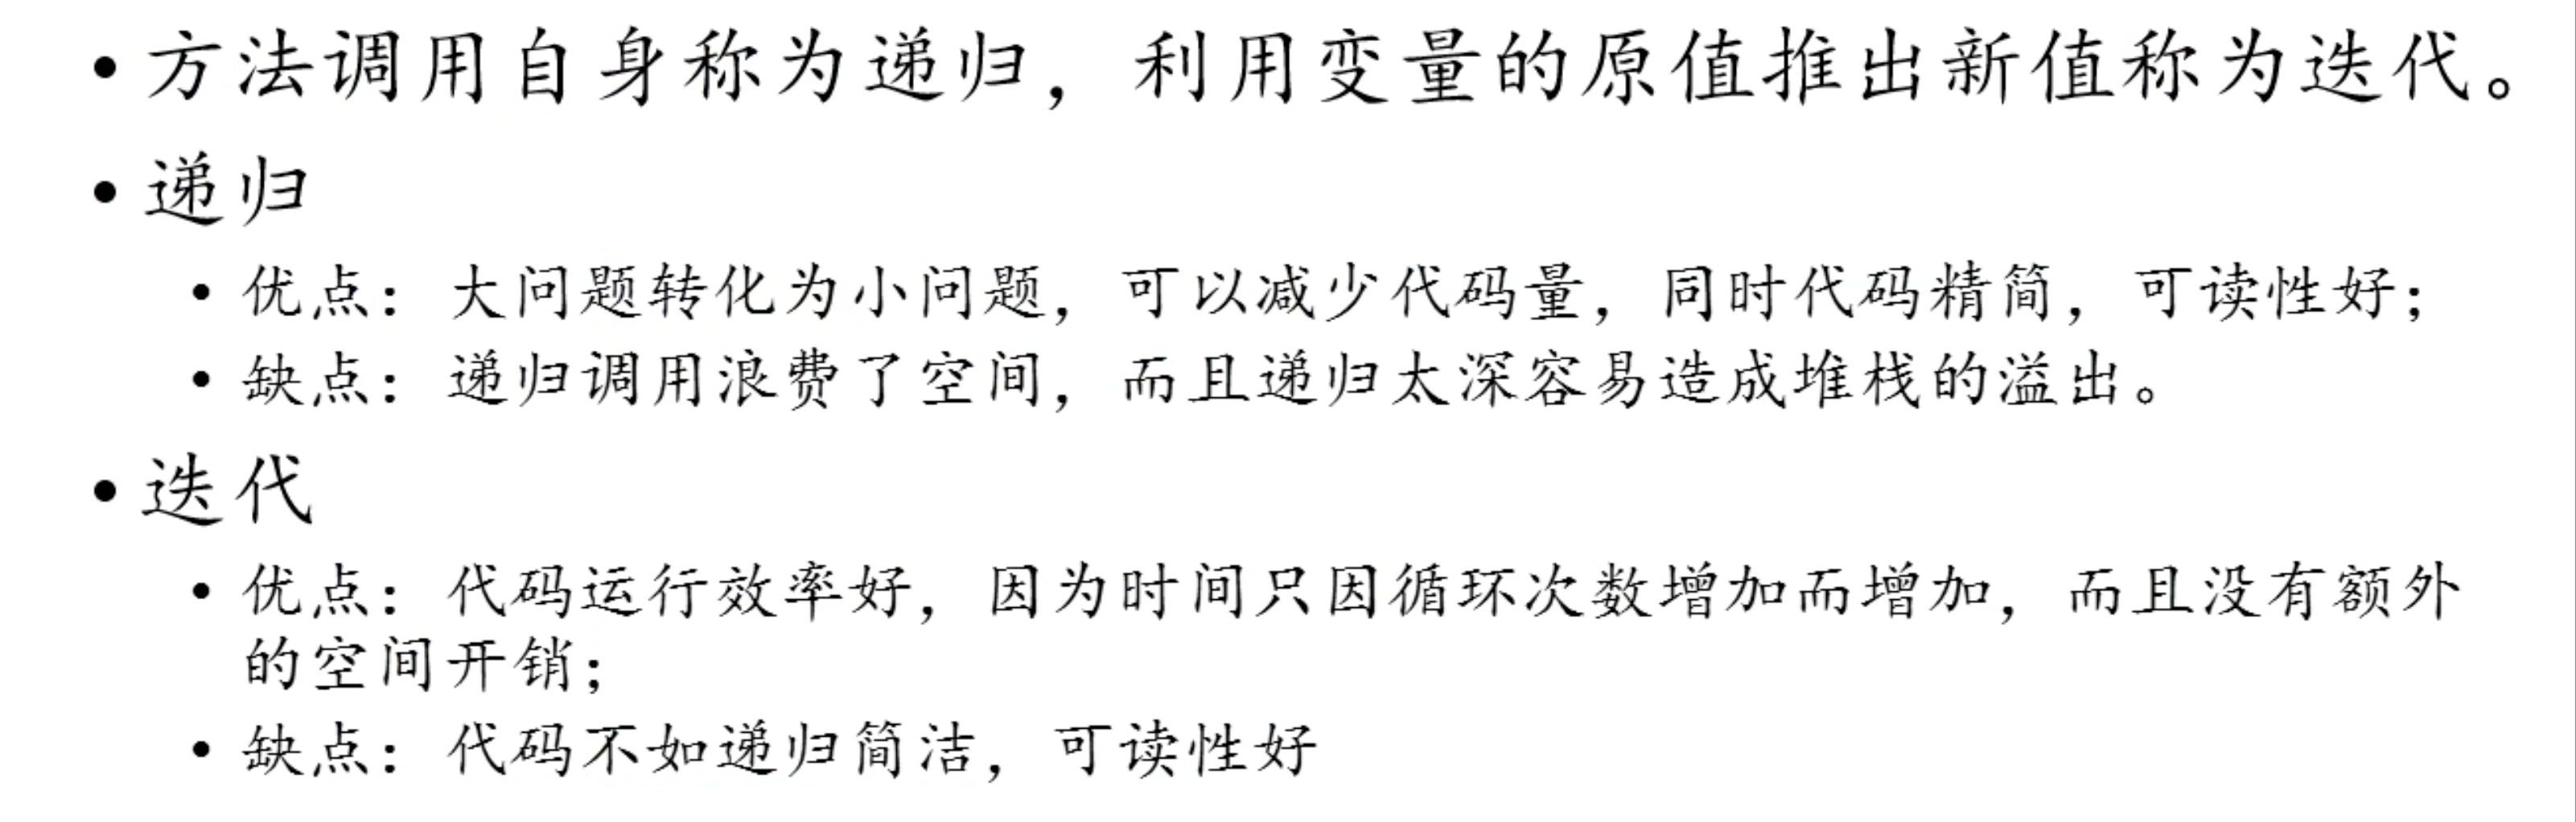 • 方法调用自身称为递归，利用变量的原值推出新值称为迭代。
• 递归
• 优点：大问题转化为小问题，可以减少代码量，同时代码精简，可读性好；
• 缺点：递归调用浪费了空间，而且递归太深容易造成堆栈的溢出。
• 迭代
• 优点：代码运行效率好，因为时间只因循环次数增加而增加，而且没有额外
的空间开销；
• 缺点：代码不如递归简洁，可读性好